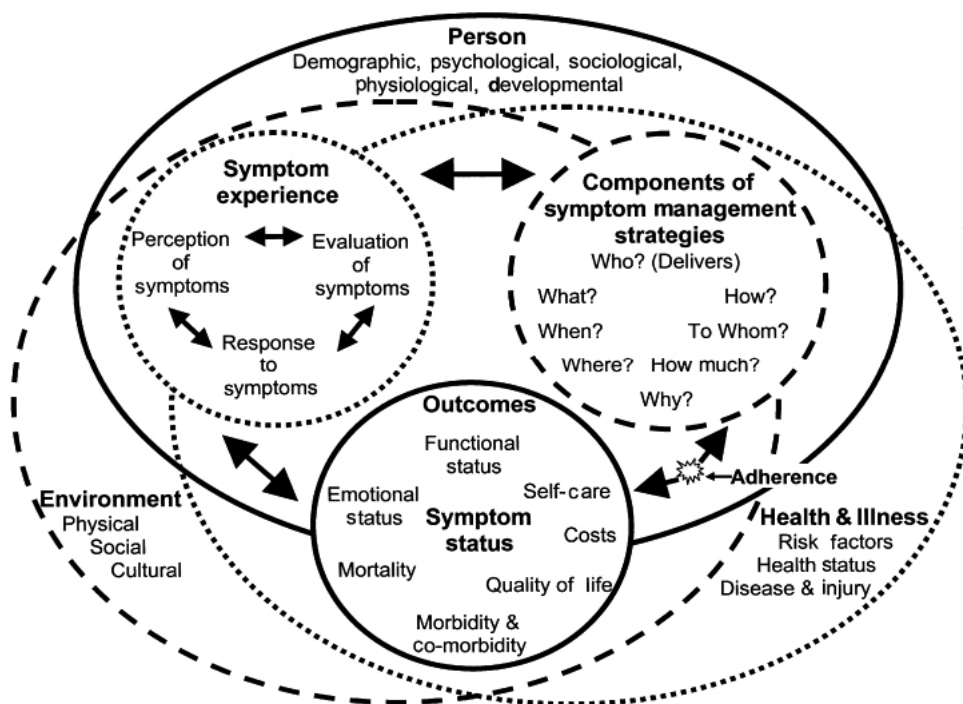 Person
Demographic, psychological, sociological,
physiological, developmental
Symptom
experience
Perception
of
symptoms
Evaluation
of
symptoms
Response
to
symptoms
Components of
symptom management
strategies
Who? (Delivers)
What?
How?
When?
To Whom?
Where?
How much?
Why?
Outcomes
Functional
status
Emotional
status
Self-care
Symptom
status
Costs
Mortality
Quality of life
Morbidity &
co-morbidity
Adherence
Environment
Physical
Social
Cultural
Health & Illness
Risk factors
Health status
Disease & injury